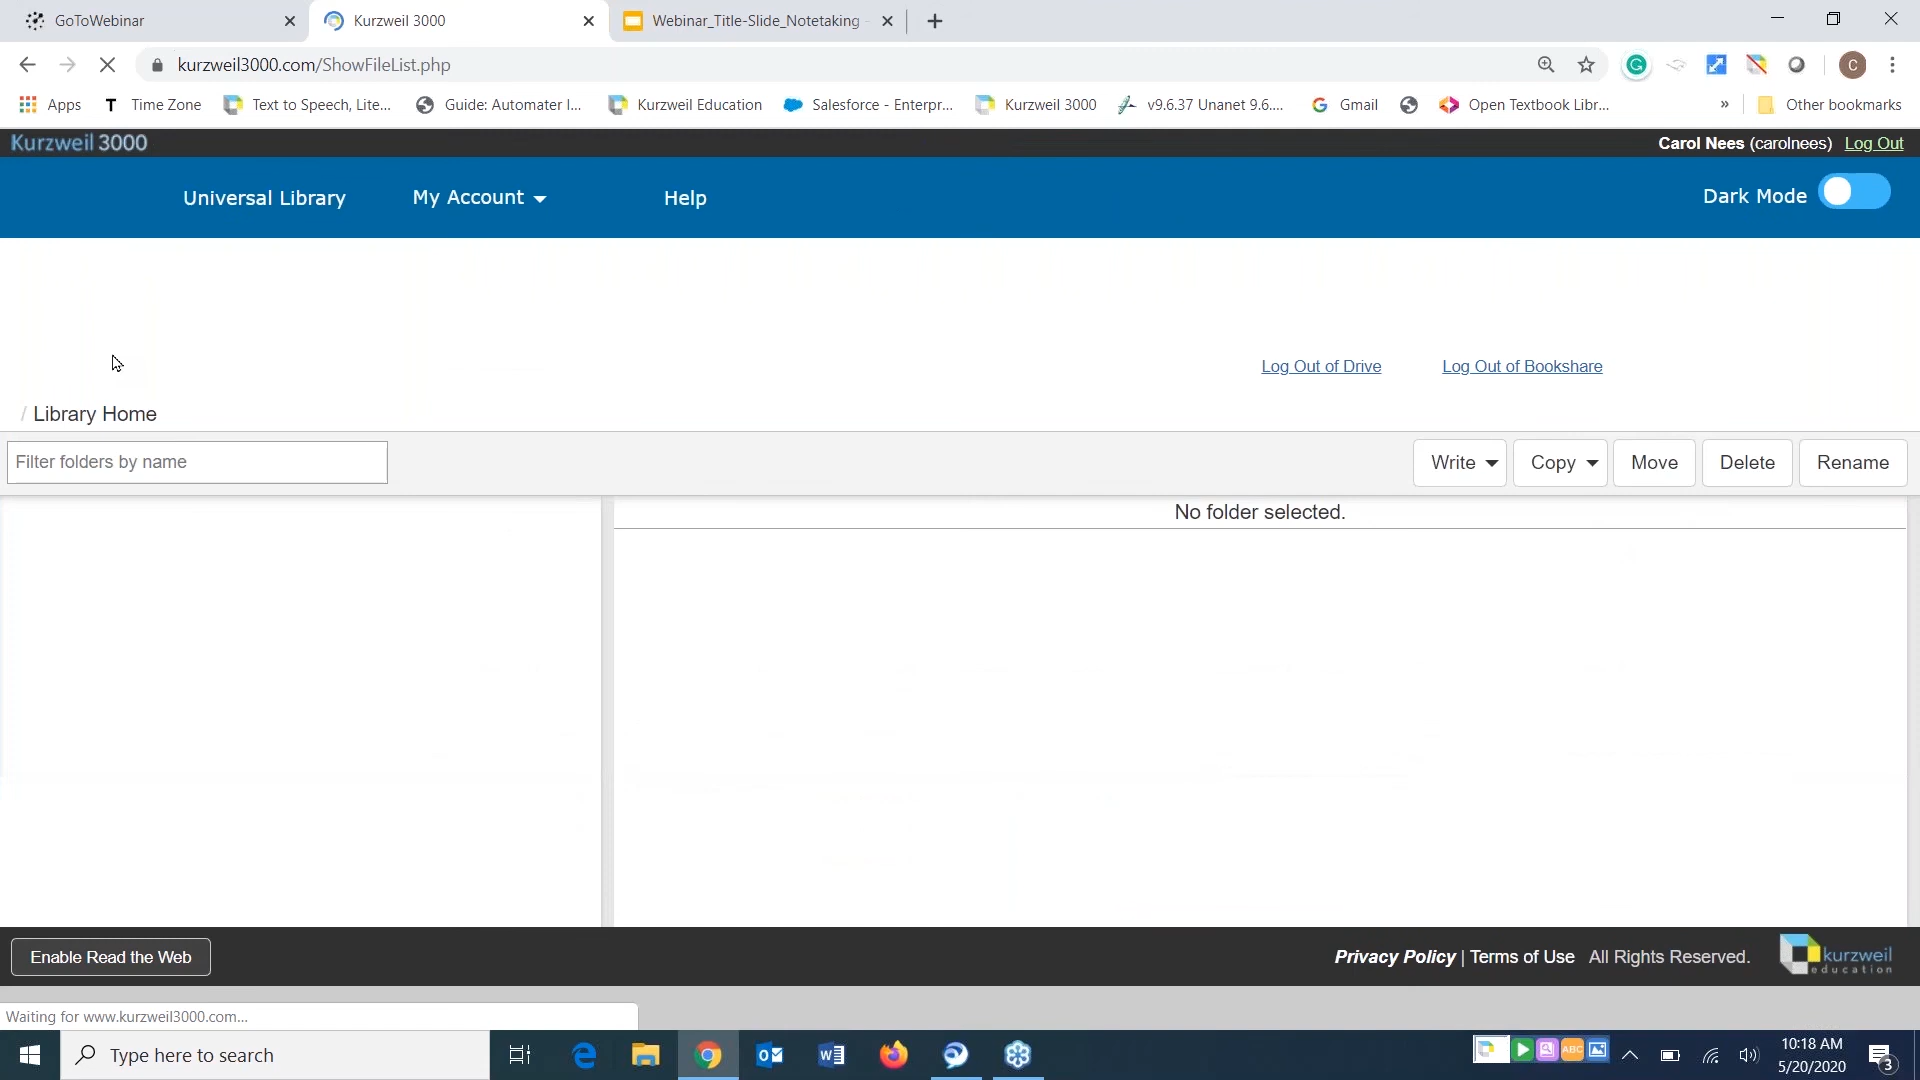 GoToWebinar
Kurzweil 3000
Webinar_Title-Slide_Notetaking
kurzweil3000.com/ShowFileList.php
C
Apps
T Time Zone
Text to Speech, Lite...
Guide: Automater I...
Kurzweil Education
Salesforce - Enterpr...
Kurzweil 3000
v9.6.37 Unanet 9.6....
Gmail
Open Textbook Libr...
»
Other bookmarks
Kurzweil 3000
Carol Nees (carolnees) Log Out
Universal Library
My Account
Help
Dark Mode
Log Out of Drive
Log Out of Bookshare
/ Library Home
Filter folders by name
Write
Copy
Move
Delete
Rename
No folder selected.
Enable Read the Web
Privacy Policy | Terms of Use All Rights Reserved.
kurzweil
education
Waiting for www.kurzweil3000.com...
Type here to search
ABC
10:18 AM
5/20/2020
3